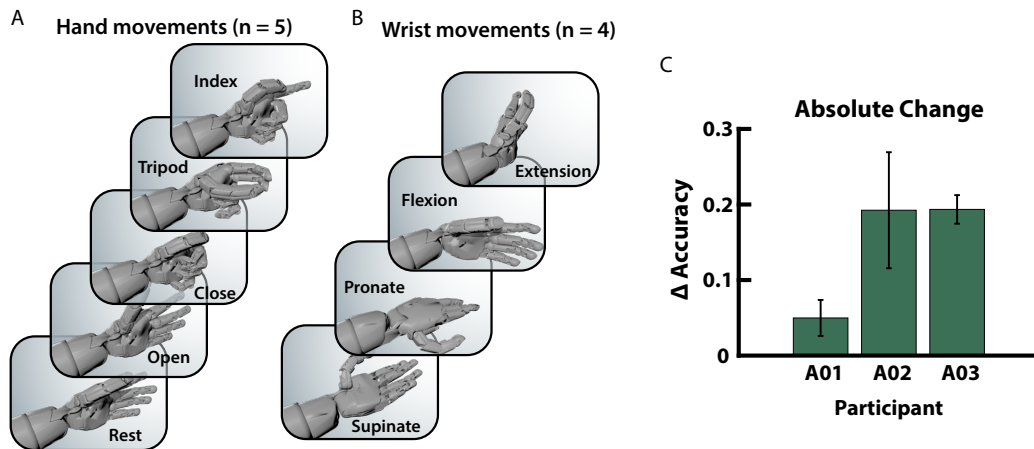 A
Hand movements (n = 5)
Index
Tripod
Close
Open
Rest
B
Wrist movements (n = 4)
Extension
Flexion
Pronate
Supinate
C
Absolute Change
0.3
0.2
0.1
0
Δ Accuracy
A01 A02 A03
Participant